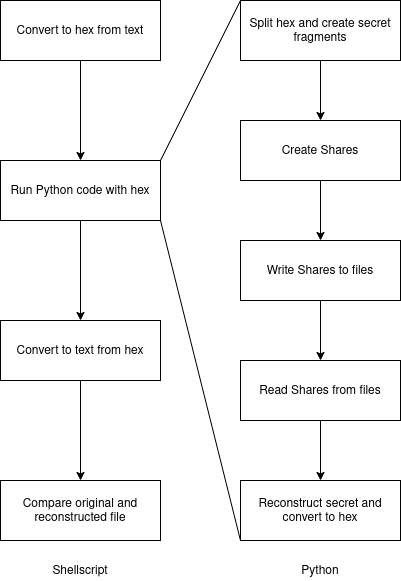 Convert to hex from text
Run Python code with hex
Convert to text from hex
Compare original and
reconstructed file
Shellscript
Split hex and create secret
fragments
Create Shares
Write Shares to files
Read Shares from files
Reconstruct secret and
convert to hex
Python